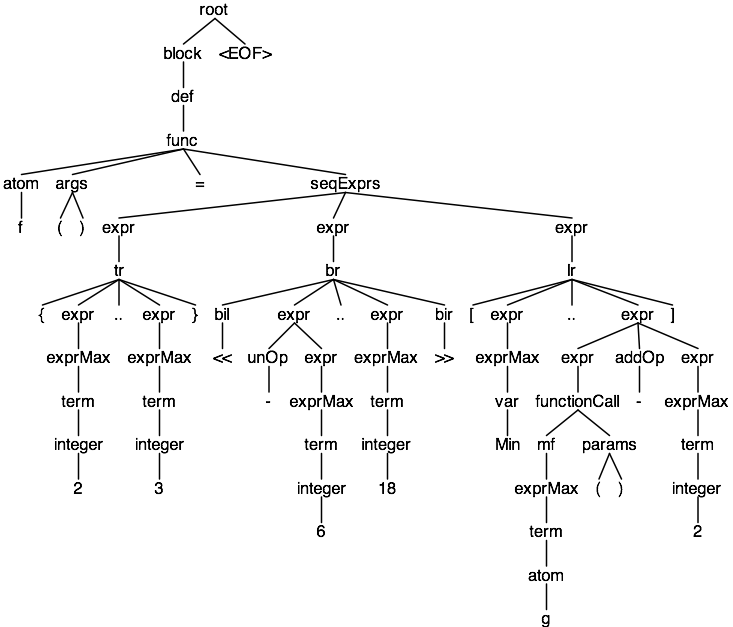 root
block <EOF>
def
func
atom args = seqExprs
f ( ) expr expr expr
tr br lr
{ expr .. expr } bil expr .. expr bir [ expr .. expr ]
exprMax exprMax << unOp expr exprMax >> exprMax expr addOp expr
term term - exprMax term var functionCall - exprMax
integer integer term integer Min mf params term
2 3 integer 18 exprMax ( ) integer
6 term 2
atom
g